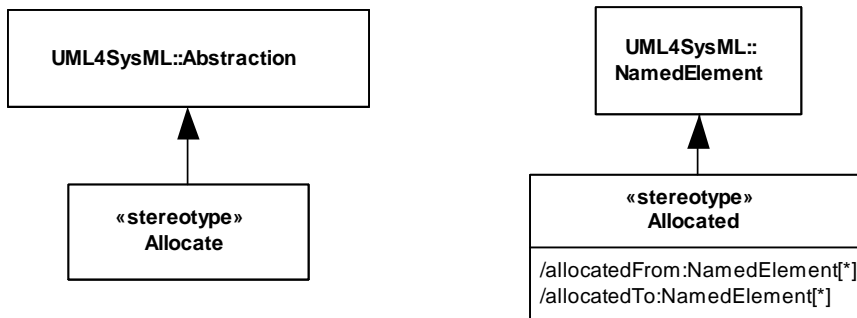 UML4SysML::Abstraction
«stereotype»
Allocate
UML4SysML::
NamedElement
«stereotype»
Allocated
/allocatedFrom:NamedElement[*]
/allocatedTo:NamedElement[*]